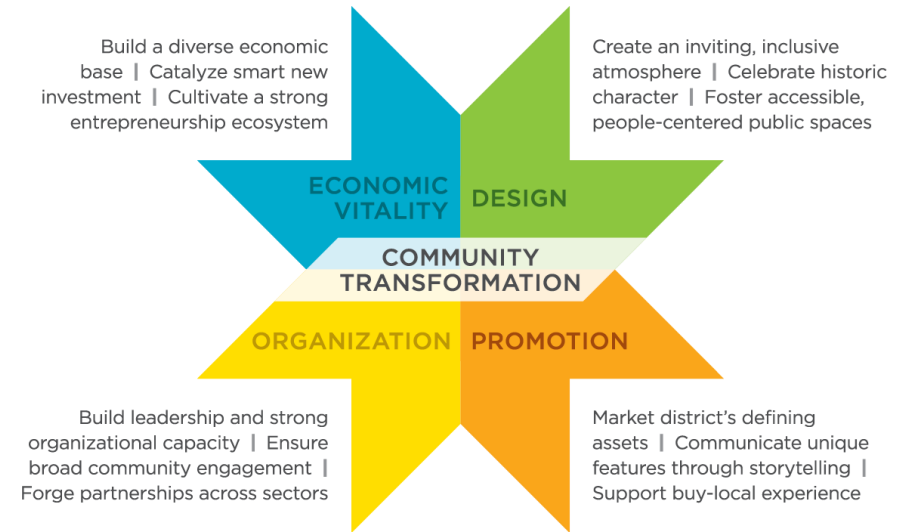 Build a diverse economic
base | Catalyze smart new
investment | Cultivate a strong
entrepreneurship ecosystem
Create an inviting, inclusive
atmosphere | Celebrate historic
character | Foster accessible,
people-centered public spaces
ECONOMIC
VITALITY
DESIGN
COMMUNITY
TRANSFORMATION
ORGANIZATION
PROMOTION
Build leadership and strong
organizational capacity | Ensure
broad community engagement |
Forge partnerships across sectors
Market district’s defining
assets | Communicate unique
features through storytelling |
Support buy-local experience